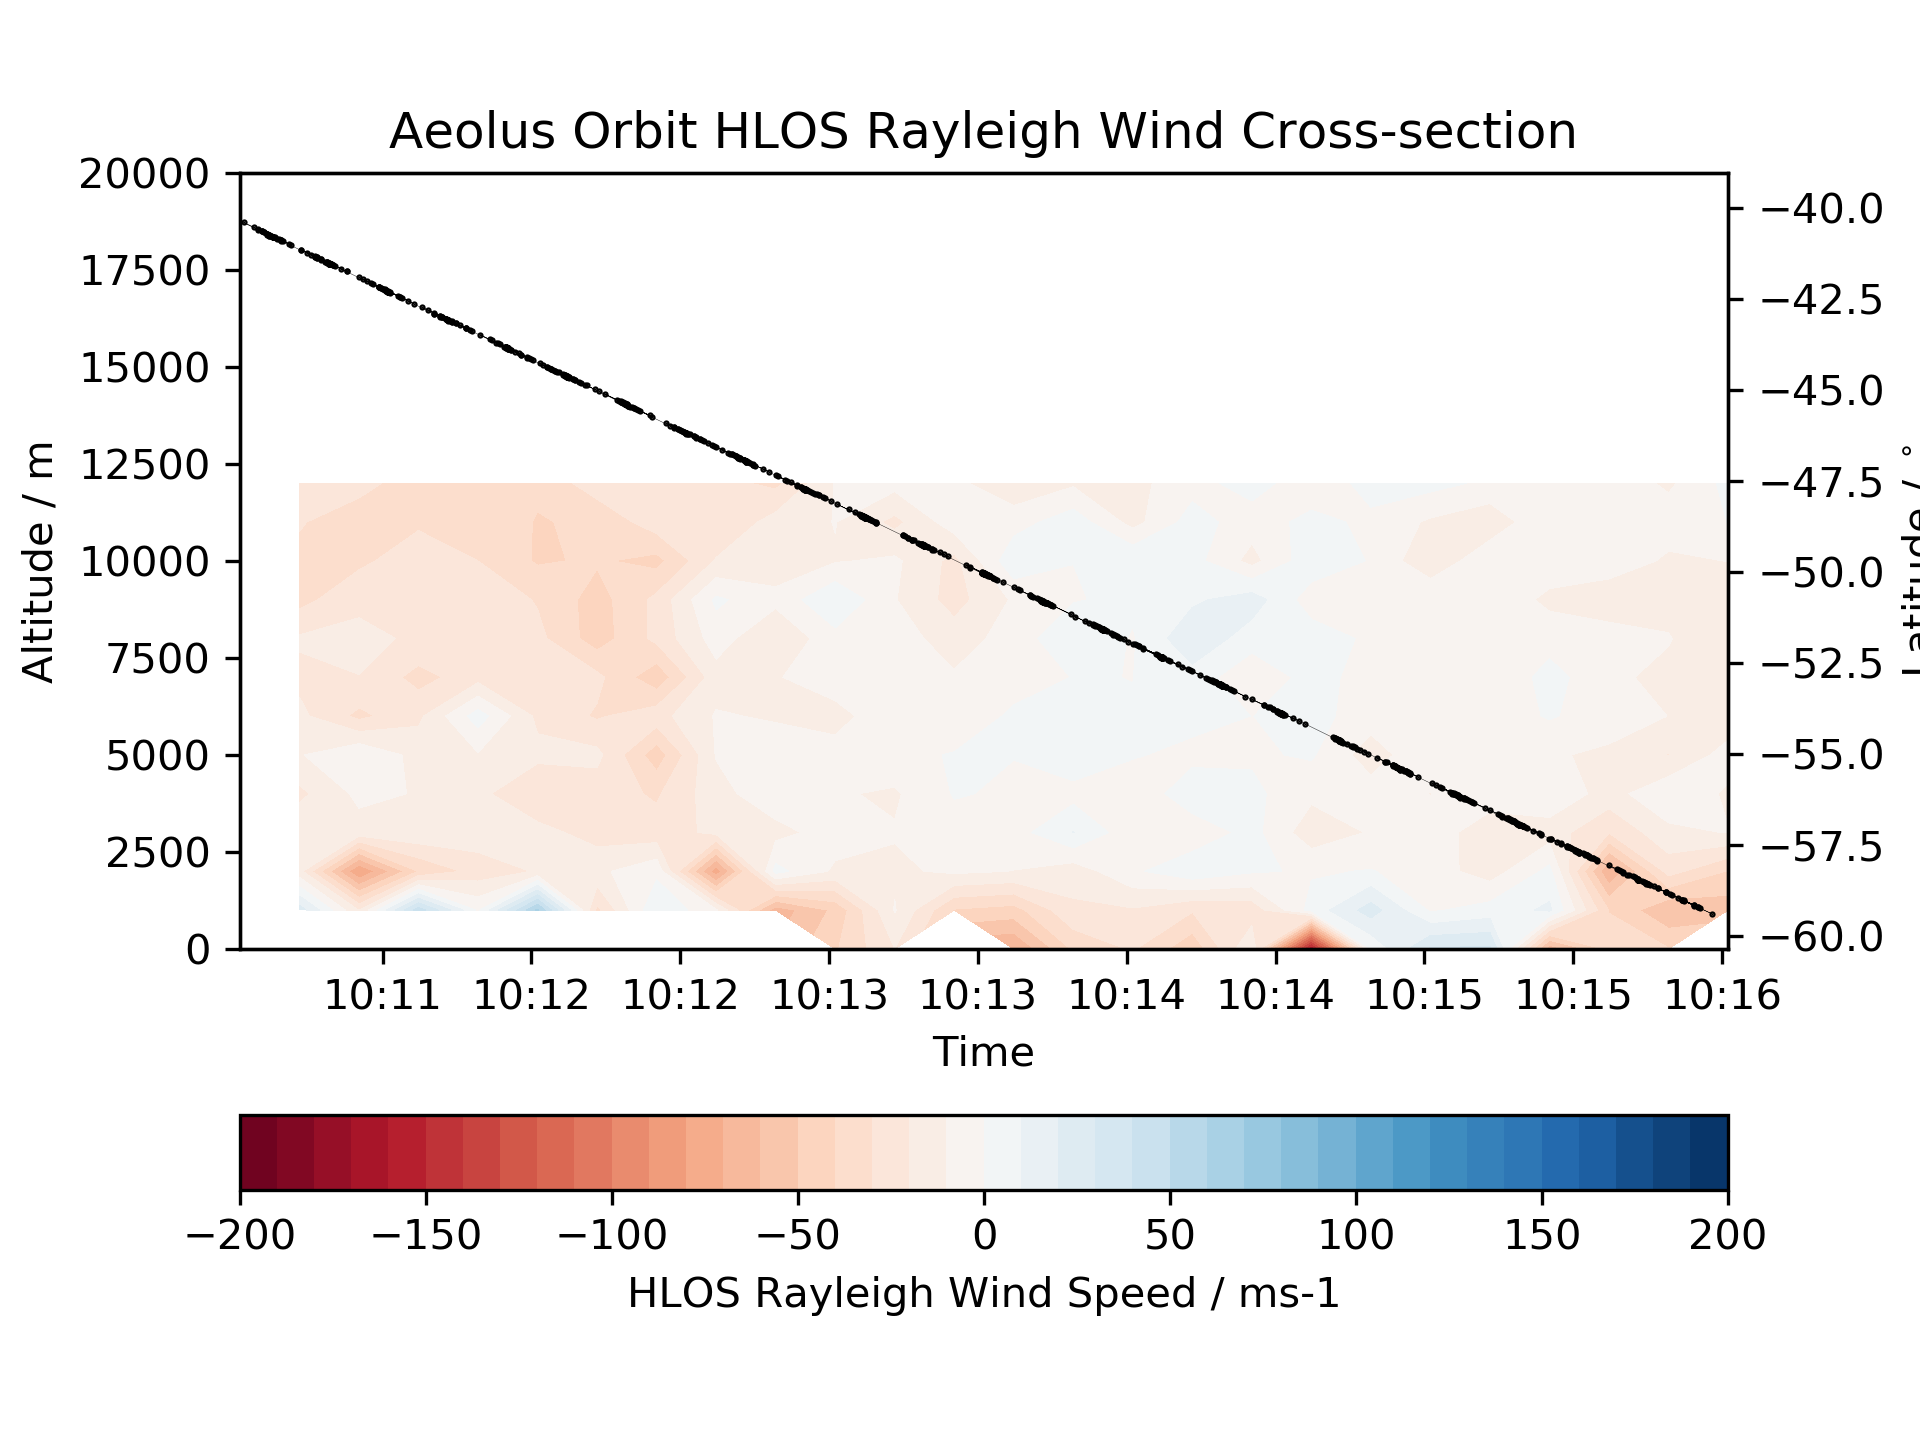 Aeolus Orbit HLOS Rayleigh Wind Cross-section
20000
17500
15000
12500
10000
7500
5000
2500
0
Altitude / m
−40.0
−42.5
−45.0
−47.5
−50.0
−52.5
−55.0
−57.5
−60.0
Latitude / °
10:11 10:12 10:12 10:13 10:13 10:14 10:14 10:15 10:15 10:16
Time
−200 −150 −100 −50 0 50 100 150 200
HLOS Rayleigh Wind Speed / ms-1